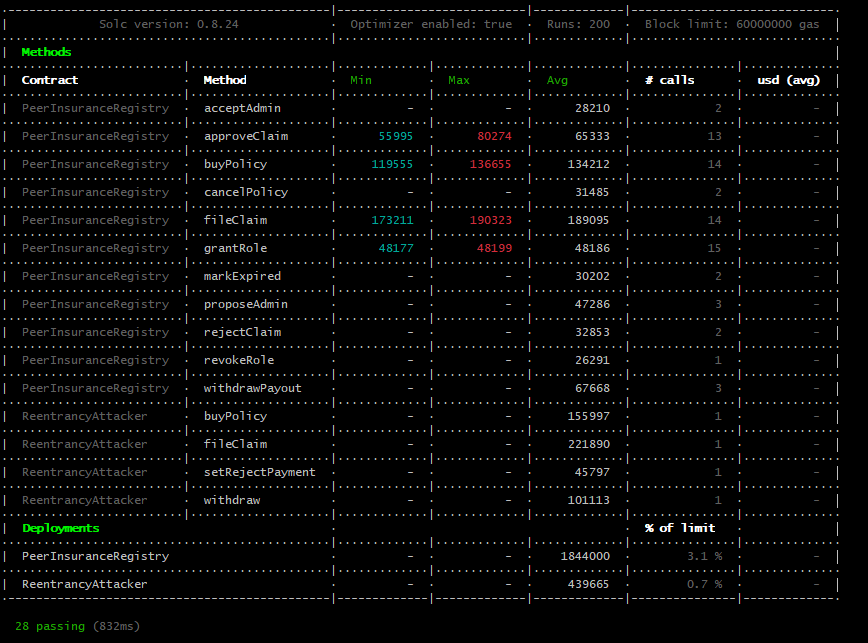 Solc version: 0.8.24 Optimizer enabled: true Runs: 200 Block limit: 60000000 gas
Methods
Contract Method Min Max Avg # calls usd (avg)
PeerInsuranceRegistry acceptAdmin - - 28210 2 -
PeerInsuranceRegistry approveClaim 55995 80274 65333 13 -
PeerInsuranceRegistry buyPolicy 119555 136655 134212 14 -
PeerInsuranceRegistry cancelPolicy - - 31485 2 -
PeerInsuranceRegistry fileClaim 173211 190323 189095 14 -
PeerInsuranceRegistry grantRole 48177 48199 48186 15 -
PeerInsuranceRegistry markExpired - - 30202 2 -
PeerInsuranceRegistry proposeAdmin - - 47286 3 -
PeerInsuranceRegistry rejectClaim - - 32853 2 -
PeerInsuranceRegistry revokeRole - - 26291 1 -
PeerInsuranceRegistry withdrawPayout - - 67668 3 -
ReentrancyAttacker buyPolicy - - 155997 1 -
ReentrancyAttacker fileClaim - - 221890 1 -
ReentrancyAttacker setRejectPayment - - 45797 1 -
ReentrancyAttacker withdraw - - 101113 1 -
Deployments % of limit
PeerInsuranceRegistry - - 1844000 3.1 % -
ReentrancyAttacker - - 439665 0.7 % -
28 passing (832ms)